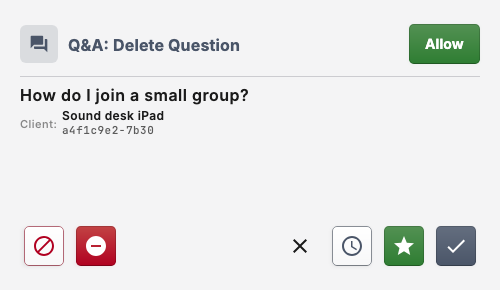 Q&A: Delete Question
Allow
How do I join a small group?
Client: Sound desk iPad
a4f1c9e2-7b30